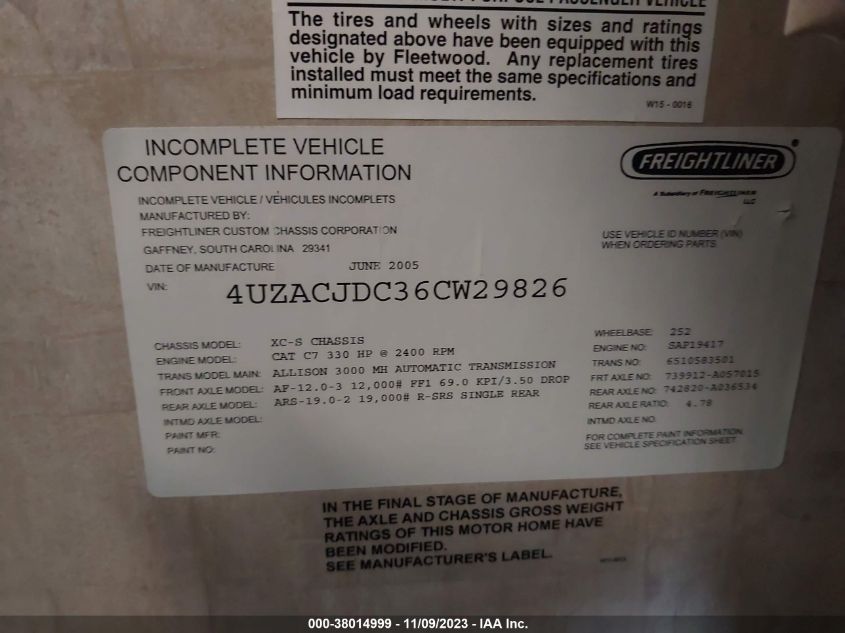 The tires and wheels with sizes and ratings
designated above have been equipped with this
vehicle by Fleetwood. Any replacement tires
installed must meet the same specifications and
minimum load requirements.
W15 - 0016
INCOMPLETE VEHICLE
COMPONENT INFORMATION
FREIGHTLINER
A Subsidiary of
LLC
INCOMPLETE VEHICLE / VÉHICULES INCOMPLETS
MANUFACTURED BY:
FREIGHTLINER CUSTOM CHASSIS CORPORATION
GAFFNEY, SOUTH CAROLINA 29341
USE VEHICLE ID NUMBER (VIN)
WHEN ORDERING PARTS
DATE OF MANUFACTURE JUNE 2005
VIN: 4UZACJDC36CW29826
CHASSIS MODEL: XC-S CHASSIS
ENGINE MODEL: CAT C7 330 HP @ 2400 RPM
TRANS MODEL MAIN: ALLISON 3000 MH AUTOMATIC TRANSMISSION
FRONT AXLE MODEL: AF-12.0-3 12,000# FF1 69.0 KPI/3.50 DROP
REAR AXLE MODEL: ARS-19.0-2 19,000# R-SRS SINGLE REAR
INTMD AXLE MODEL:
PAINT MFR:
PAINT NO:
WHEELBASE: 252
ENGINE NO: SAP19417
TRANS NO: 6510583501
FRT AXLE NO: 739912-A057015
REAR AXLE NO: 742820-A036534
REAR AXLE RATIO: 4.78
INTMD AXLE NO:
FOR COMPLETE PAINT INFORMATION
SEE VEHICLE SPECIFICATION SHEET
IN THE FINAL STAGE OF MANUFACTURE,
THE AXLE AND CHASSIS GROSS WEIGHT
RATINGS OF THIS MOTOR HOME HAVE
BEEN MODIFIED.
SEE MANUFACTURER'S LABEL.
000-38014999 - 11/09/2023 - IAA Inc.